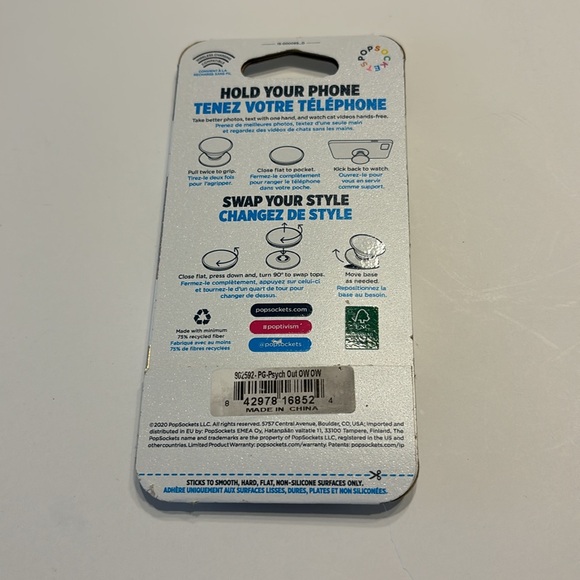 POPSOCKETS
HOLD YOUR PHONE
TENEZ VOTRE TÉLÉPHONE
Take better photos, text with one hand, and watch cat videos hands-free.
Prenez de meilleures photos, textez d'une seule main
et regardez des vidéos de chats sans les mains.
Pull twice to grip.
Tirez-le deux fois
pour l'agripper.
Close flat to pocket.
Fermez-le complètement
pour ranger le téléphone
dans votre poche.
Kick back to watch.
Ouvrez-le pour
vous en servir
comme support.
SWAP YOUR STYLE
CHANGEZ DE STYLE
Close flat, press down and, turn 90° to swap tops.
Fermez-le complètement, appuyez sur celui-ci
et tournez-le d'un quart de tour pour
changer de dessus.
Move base
as needed.
Repositionnez la
base au besoin.
Made with minimum
75% recycled fiber
Fabriqué avec au moins
75% de fibres recyclées
popsockets.com
#poptivism
@popsockets
FSC
902592- PG-Psych Out OW OW
8 42978 16852 4
MADE IN CHINA
©2020 PopSockets LLC. All rights reserved. 5757 Central Avenue, Boulder, CO, USA; Imported and
distributed in EU by: PopSockets EMEA Oy, Hatanpään valtatie 11, 33100 Tampere, Finland. The
PopSockets name and trademarks are the property of PopSockets LLC, registered in the US and
other countries. Limited Product Warranty: popsockets.com/warranty. Patents: popsockets.com/ip
STICKS TO SMOOTH, HARD, FLAT, NON-SILICONE SURFACES ONLY.
ADHÈRE UNIQUEMENT AUX SURFACES LISSES, DURES, PLATES ET NON SILICONÉES.